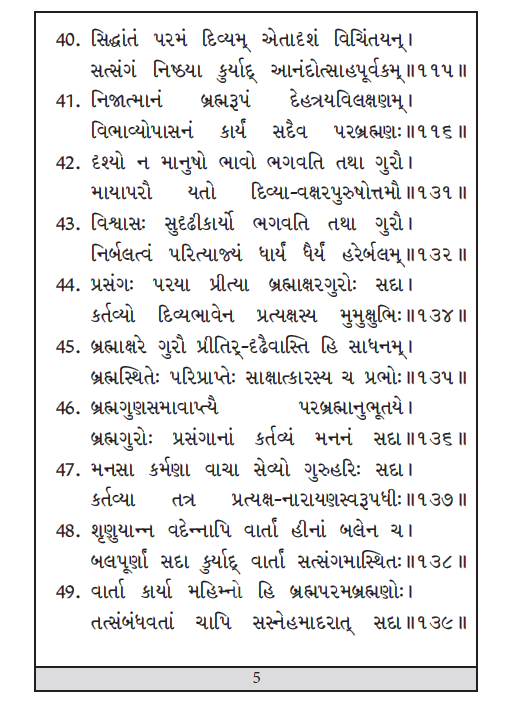 40. સિદ્ધાંતં પરમં દિવ્યમ્ એતાદૃશં વિચિંતયન્।
સત્સંગં નિષ્ઠયા કુર્યાદ્ આનંદોત્સાહપૂર્વકમ્॥૧૧૫॥
41. નિજાત્માનં બ્રહ્મરૂપં દેહત્રયવિલક્ષણમ્।
વિભાવ્યોપાસનં કાર્યં સદૈવ પરબ્રહ્મણઃ॥૧૧૬॥
42. દૃશ્યો ન માનુષો ભાવો ભગવતિ તથા ગુરૌ।
માયાપરૌ યતો દિવ્યા-વક્ષરપુરુષોત્તમૌ॥૧૩૧॥
43. વિશ્વાસઃ સુદૃઢીકાર્યો ભગવતિ તથા ગુરૌ।
નિર્બલત્વં પરિત્યાજ્યં ધાર્યં ધૈર્યં હરેર્બલમ્॥૧૩૨॥
44. પ્રસંગઃ પરયા પ્રીત્યા બ્રહ્માક્ષરગુરોઃ સદા।
કર્તવ્યો દિવ્યભાવેન પ્રત્યક્ષસ્ય મુમુક્ષુભિઃ॥૧૩૪॥
45. બ્રહ્માક્ષરે ગુરૌ પ્રીતિર્-દૃઢૈવાસ્તિ હિ સાધનમ્।
બ્રહ્મસ્થિતેઃ પરિપ્રાપ્તેઃ સાક્ષાત્કારસ્ય ચ પ્રભોઃ॥૧૩૫॥
46. બ્રહ્મગુણસમાવાપ્ત્યૈ પરબ્રહ્માનુભૂતયે।
બ્રહ્મગુરોઃ પ્રસંગાનાં કર્તવ્યં મનનં સદા॥૧૩૬॥
47. મનસા કર્મણા વાચા સેવ્યો ગુરુહરિઃ સદા।
કર્તવ્યા તત્ર પ્રત્યક્ષ-નારાયણસ્વરૂપધીઃ॥૧૩૭॥
48. શૃણુયાન્ન વદેન્નાપિ વાર્તાં હીનાં બલેન ચ।
બલપૂર્ણાં સદા કુર્યાદ્ વાર્તાં સત્સંગમાસ્થિતઃ॥૧૩૮॥
49. વાર્તા કાર્યા મહિમ્નો હિ બ્રહ્મપરમબ્રહ્મણોઃ।
તત્સંબંધવતાં ચાપિ સસ્નેહમાદરાત્ સદા॥૧૩૯॥
5